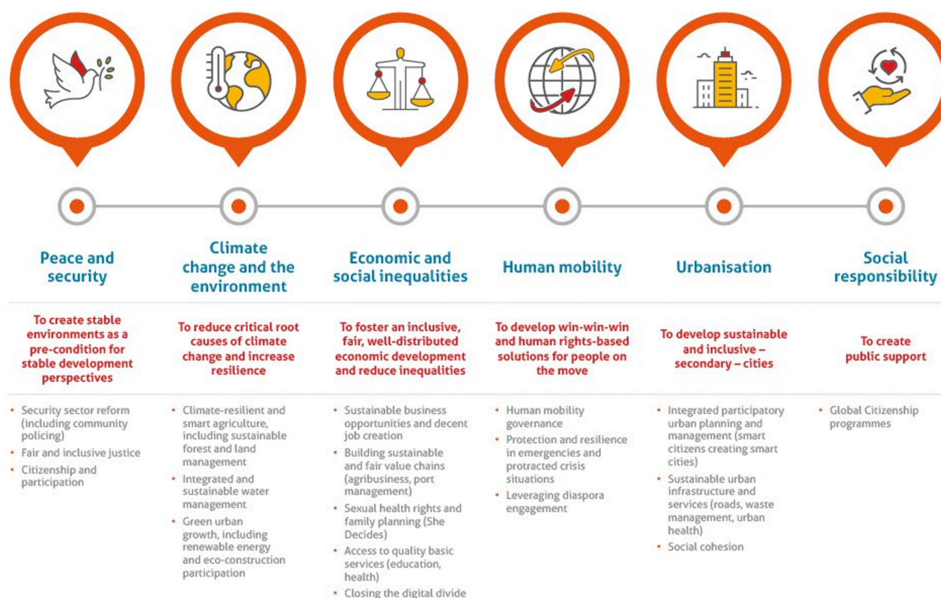 Peace and
security
Climate
change and the
environment
Economic and
social inequalities
Human mobility
Urbanisation
Social
responsibility
To create stable
environments as a
pre-condition for
stable development
perspectives
To reduce critical root
causes of climate
change and increase
resilience
To foster an inclusive,
fair, well-distributed
economic development
and reduce inequalities
To develop win-win-win
and human rights-based
solutions for people on
the move
To develop sustainable
and inclusive –
secondary – cities
To create
public support
• Security sector reform
(including community
policing)
• Fair and inclusive justice
• Citizenship and
participation
• Climate-resilient and
smart agriculture,
including sustainable
forest and land
management
• Integrated and
sustainable water
management
• Green urban
growth, including
renewable energy
and eco-construction
participation
• Sustainable business
opportunities and decent
job creation
• Building sustainable
and fair value chains
(agribusiness, port
management)
• Sexual health rights and
family planning (She
Decides)
• Access to quality basic
services (education,
health)
• Closing the digital divide
• Human mobility
governance
• Protection and resilience
in emergencies and
protracted crisis
situations
• Leveraging diaspora
engagement
• Integrated participatory
urban planning and
management (smart
citizens creating smart
cities)
• Sustainable urban
infrastructure and
services (roads, waste
management, urban
health)
• Social cohesion
• Global Citizenship
programmes